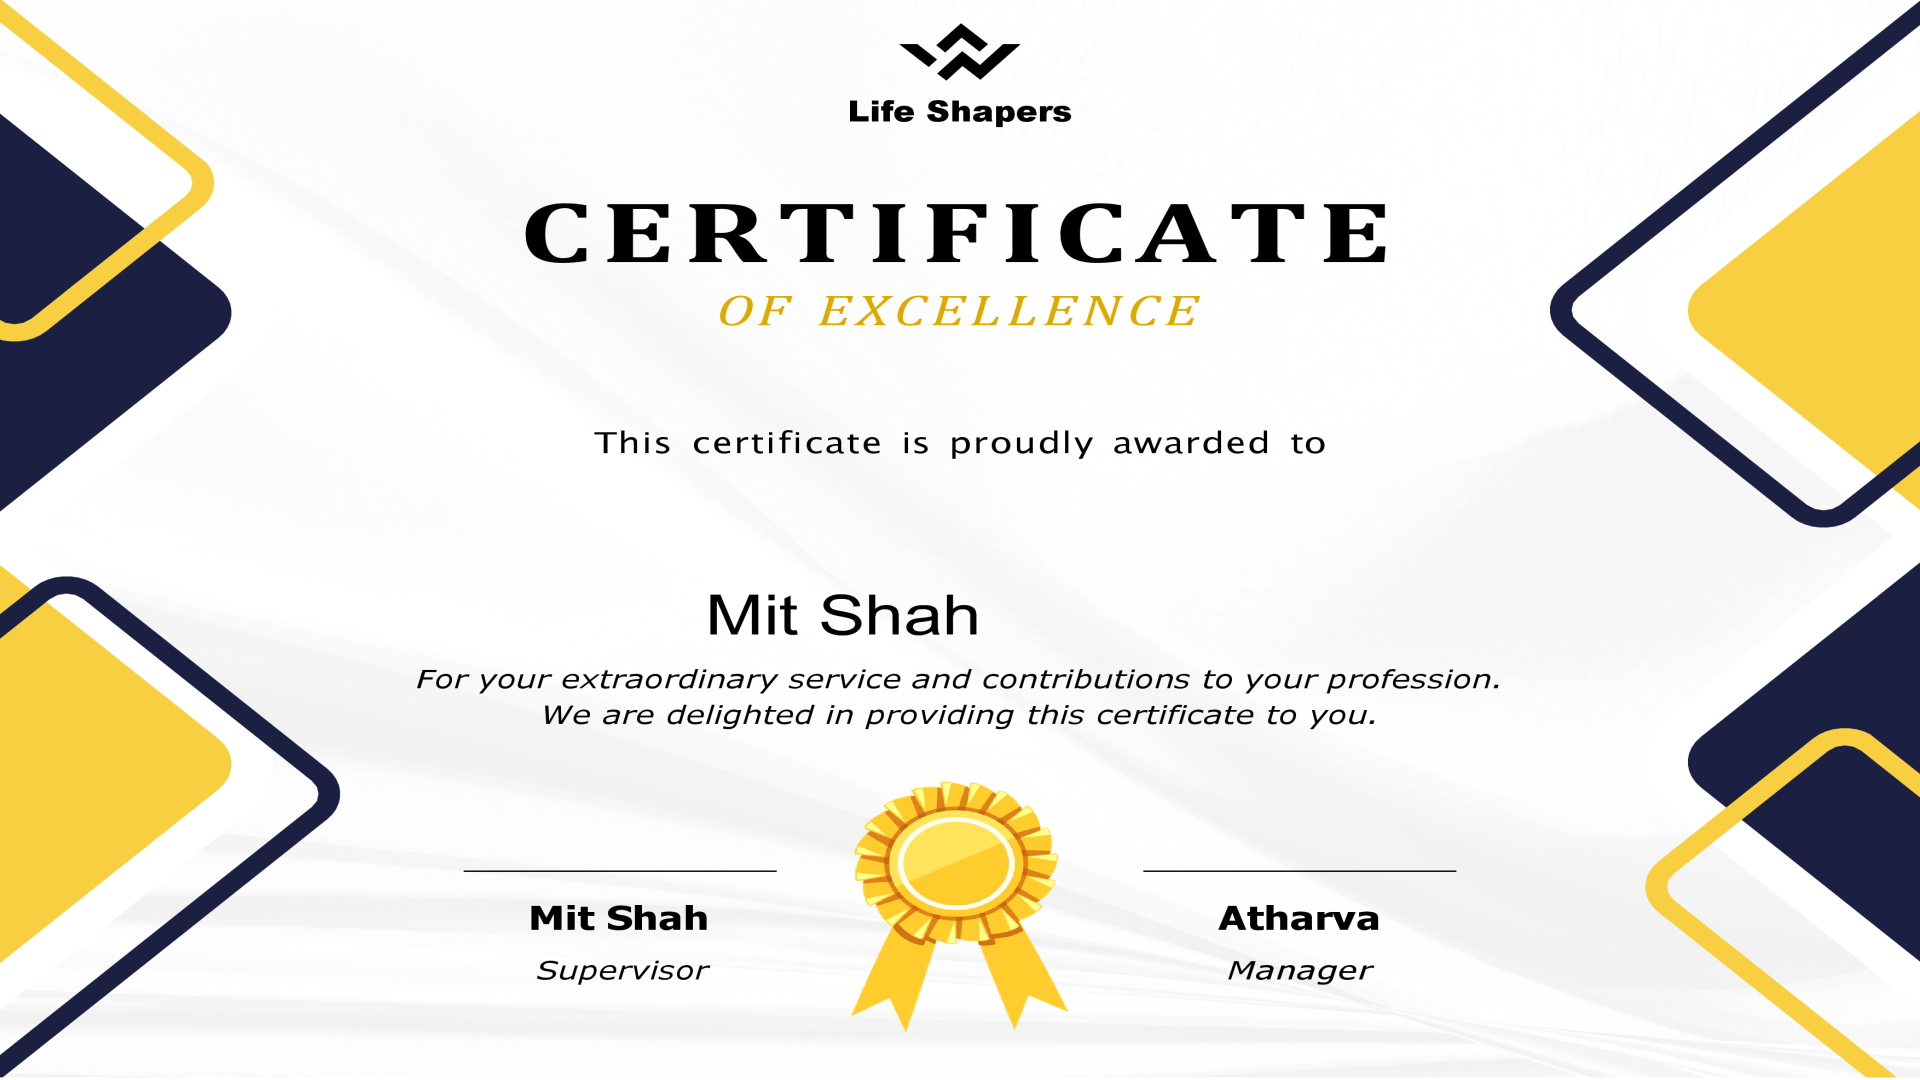 Life Shapers
CERTIFICATE
OF EXCELLENCE
This certificate is proudly awarded to
Mit Shah
For your extraordinary service and contributions to your profession.
We are delighted in providing this certificate to you.
Mit Shah
Atharva
Supervisor
Manager